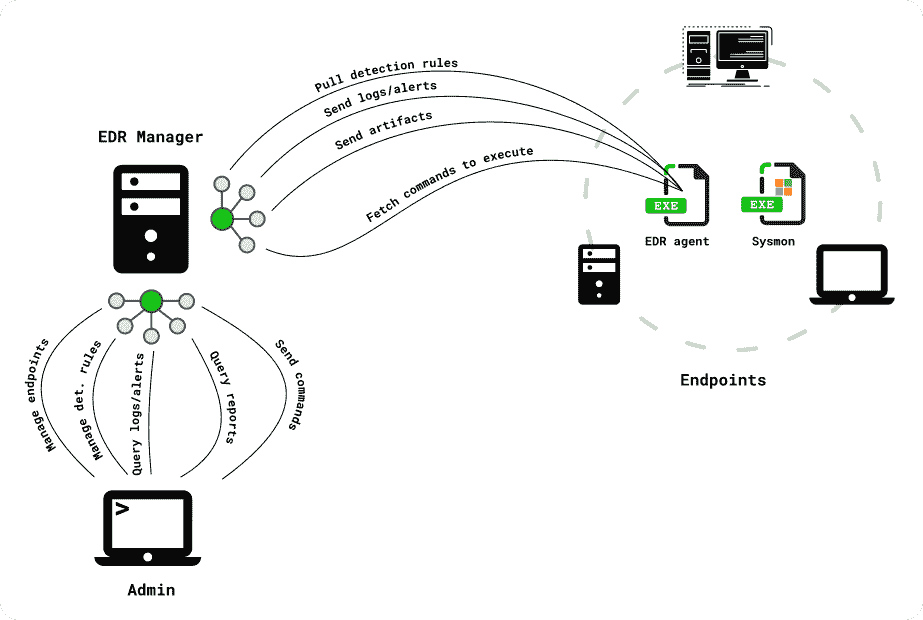 Pull detection rules
Send logs/alerts
Send artifacts
Fetch commands to execute
EDR Manager
EXE
EXE
EDR agent
Sysmon
Endpoints
Manage endpoints
Manage det. rules
Query logs/alerts
Query reports
Send commands
>
Admin